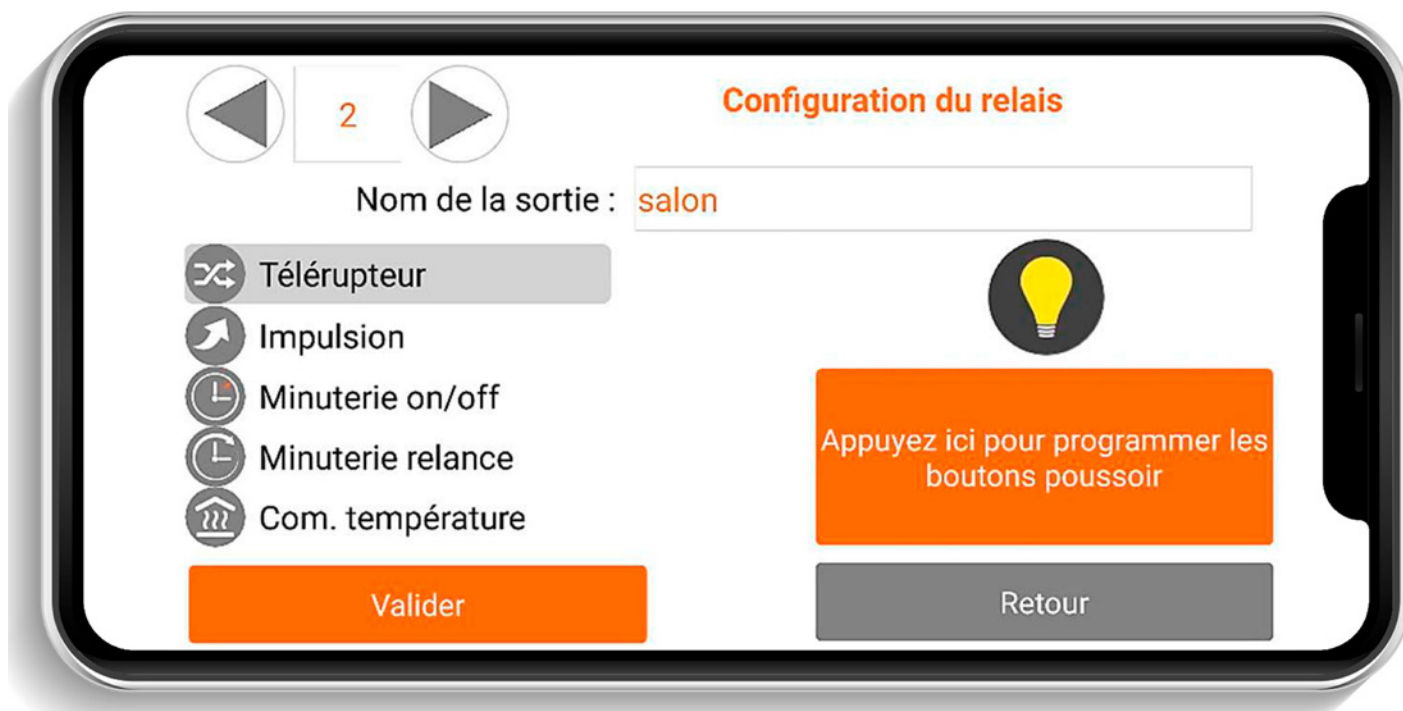 2
Configuration du relais
Nom de la sortie : salon
Télérupteur
Impulsion
Minuterie on/off
Minuterie relance
Com. température
Appuyez ici pour programmer les
boutons poussoir
Valider
Retour